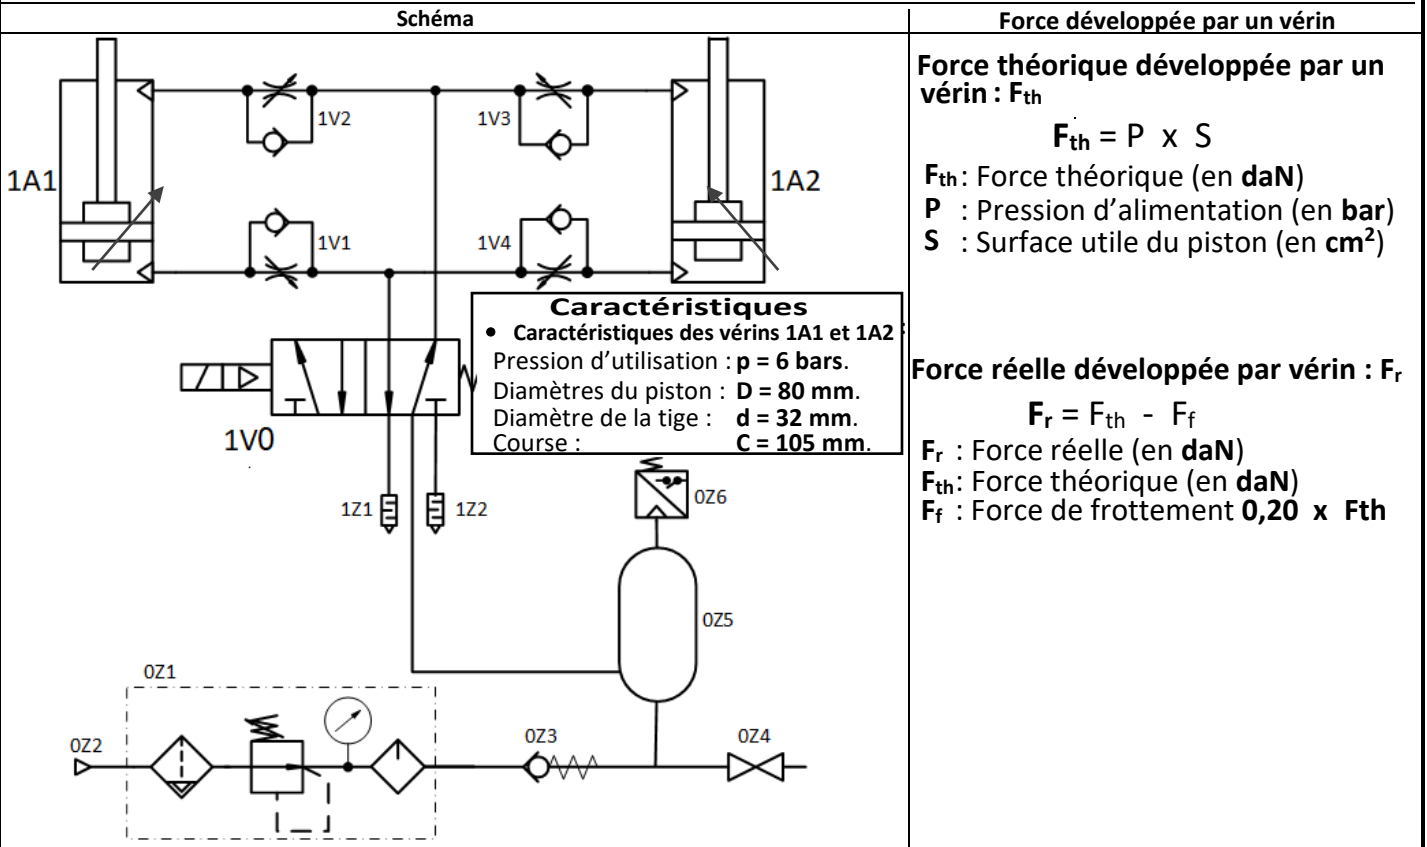 Schéma
Force développée par un vérin
1V2
1V3
1A1
1A2
1V1
1V4
Caractéristiques
• Caractéristiques des vérins 1A1 et 1A2 :
Pression d’utilisation : p = 6 bars.
Diamètres du piston : D = 80 mm.
Diamètre de la tige : d = 32 mm.
Course : C = 105 mm.
1V0
1Z1
1Z2
0Z6
0Z5
0Z1
0Z2
0Z3
0Z4
Force théorique développée par un
vérin : Fth
Fth = P x S
Fth : Force théorique (en daN)
P : Pression d’alimentation (en bar)
S : Surface utile du piston (en cm²)
Force réelle développée par vérin : Fr
Fr = Fth - Ff
Fr : Force réelle (en daN)
Fth : Force théorique (en daN)
Ff : Force de frottement 0,20 x Fth